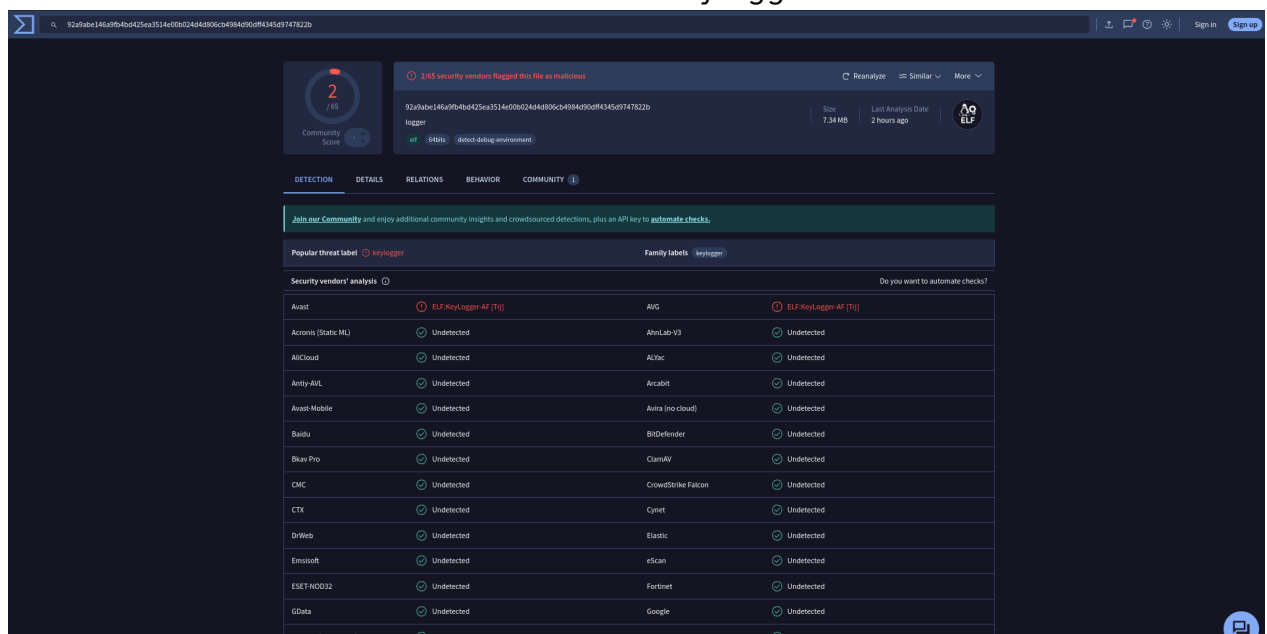 92a9abe146a9fb4bd425ea3514e00b024d4d806cb4984d90dff4345d9747822b
Sign in
Sign up
2
/ 65
Community
Score
2/65 security vendors flagged this file as malicious
Reanalyze
Similar
More
92a9abe146a9fb4bd425ea3514e00b024d4d806cb4984d90dff4345d9747822b
logger
elf
64bits
detect-debug-environment
Size
7.34 MB
Last Analysis Date
2 hours ago
ELF
DETECTION DETAILS RELATIONS BEHAVIOR COMMUNITY 1
Join our Community and enjoy additional community insights and crowdsourced detections, plus an API key to automate checks.
Popular threat label keylogger
Family labels keylogger
Security vendors' analysis
Do you want to automate checks?
Avast ELF:KeyLogger-AF [Trj] AVG ELF:KeyLogger-AF [Trj]
Acronis (Static ML) Undetected AhnLab-V3 Undetected
AliCloud Undetected ALYac Undetected
Antiy-AVL Undetected Arcabit Undetected
Avast-Mobile Undetected Avira (no cloud) Undetected
Baidu Undetected BitDefender Undetected
Bkav Pro Undetected ClamAV Undetected
CMC Undetected CrowdStrike Falcon Undetected
CTX Undetected Cynet Undetected
DrWeb Undetected Elastic Undetected
Emsisoft Undetected eScan Undetected
ESET-NOD32 Undetected Fortinet Undetected
GData Undetected Google Undetected